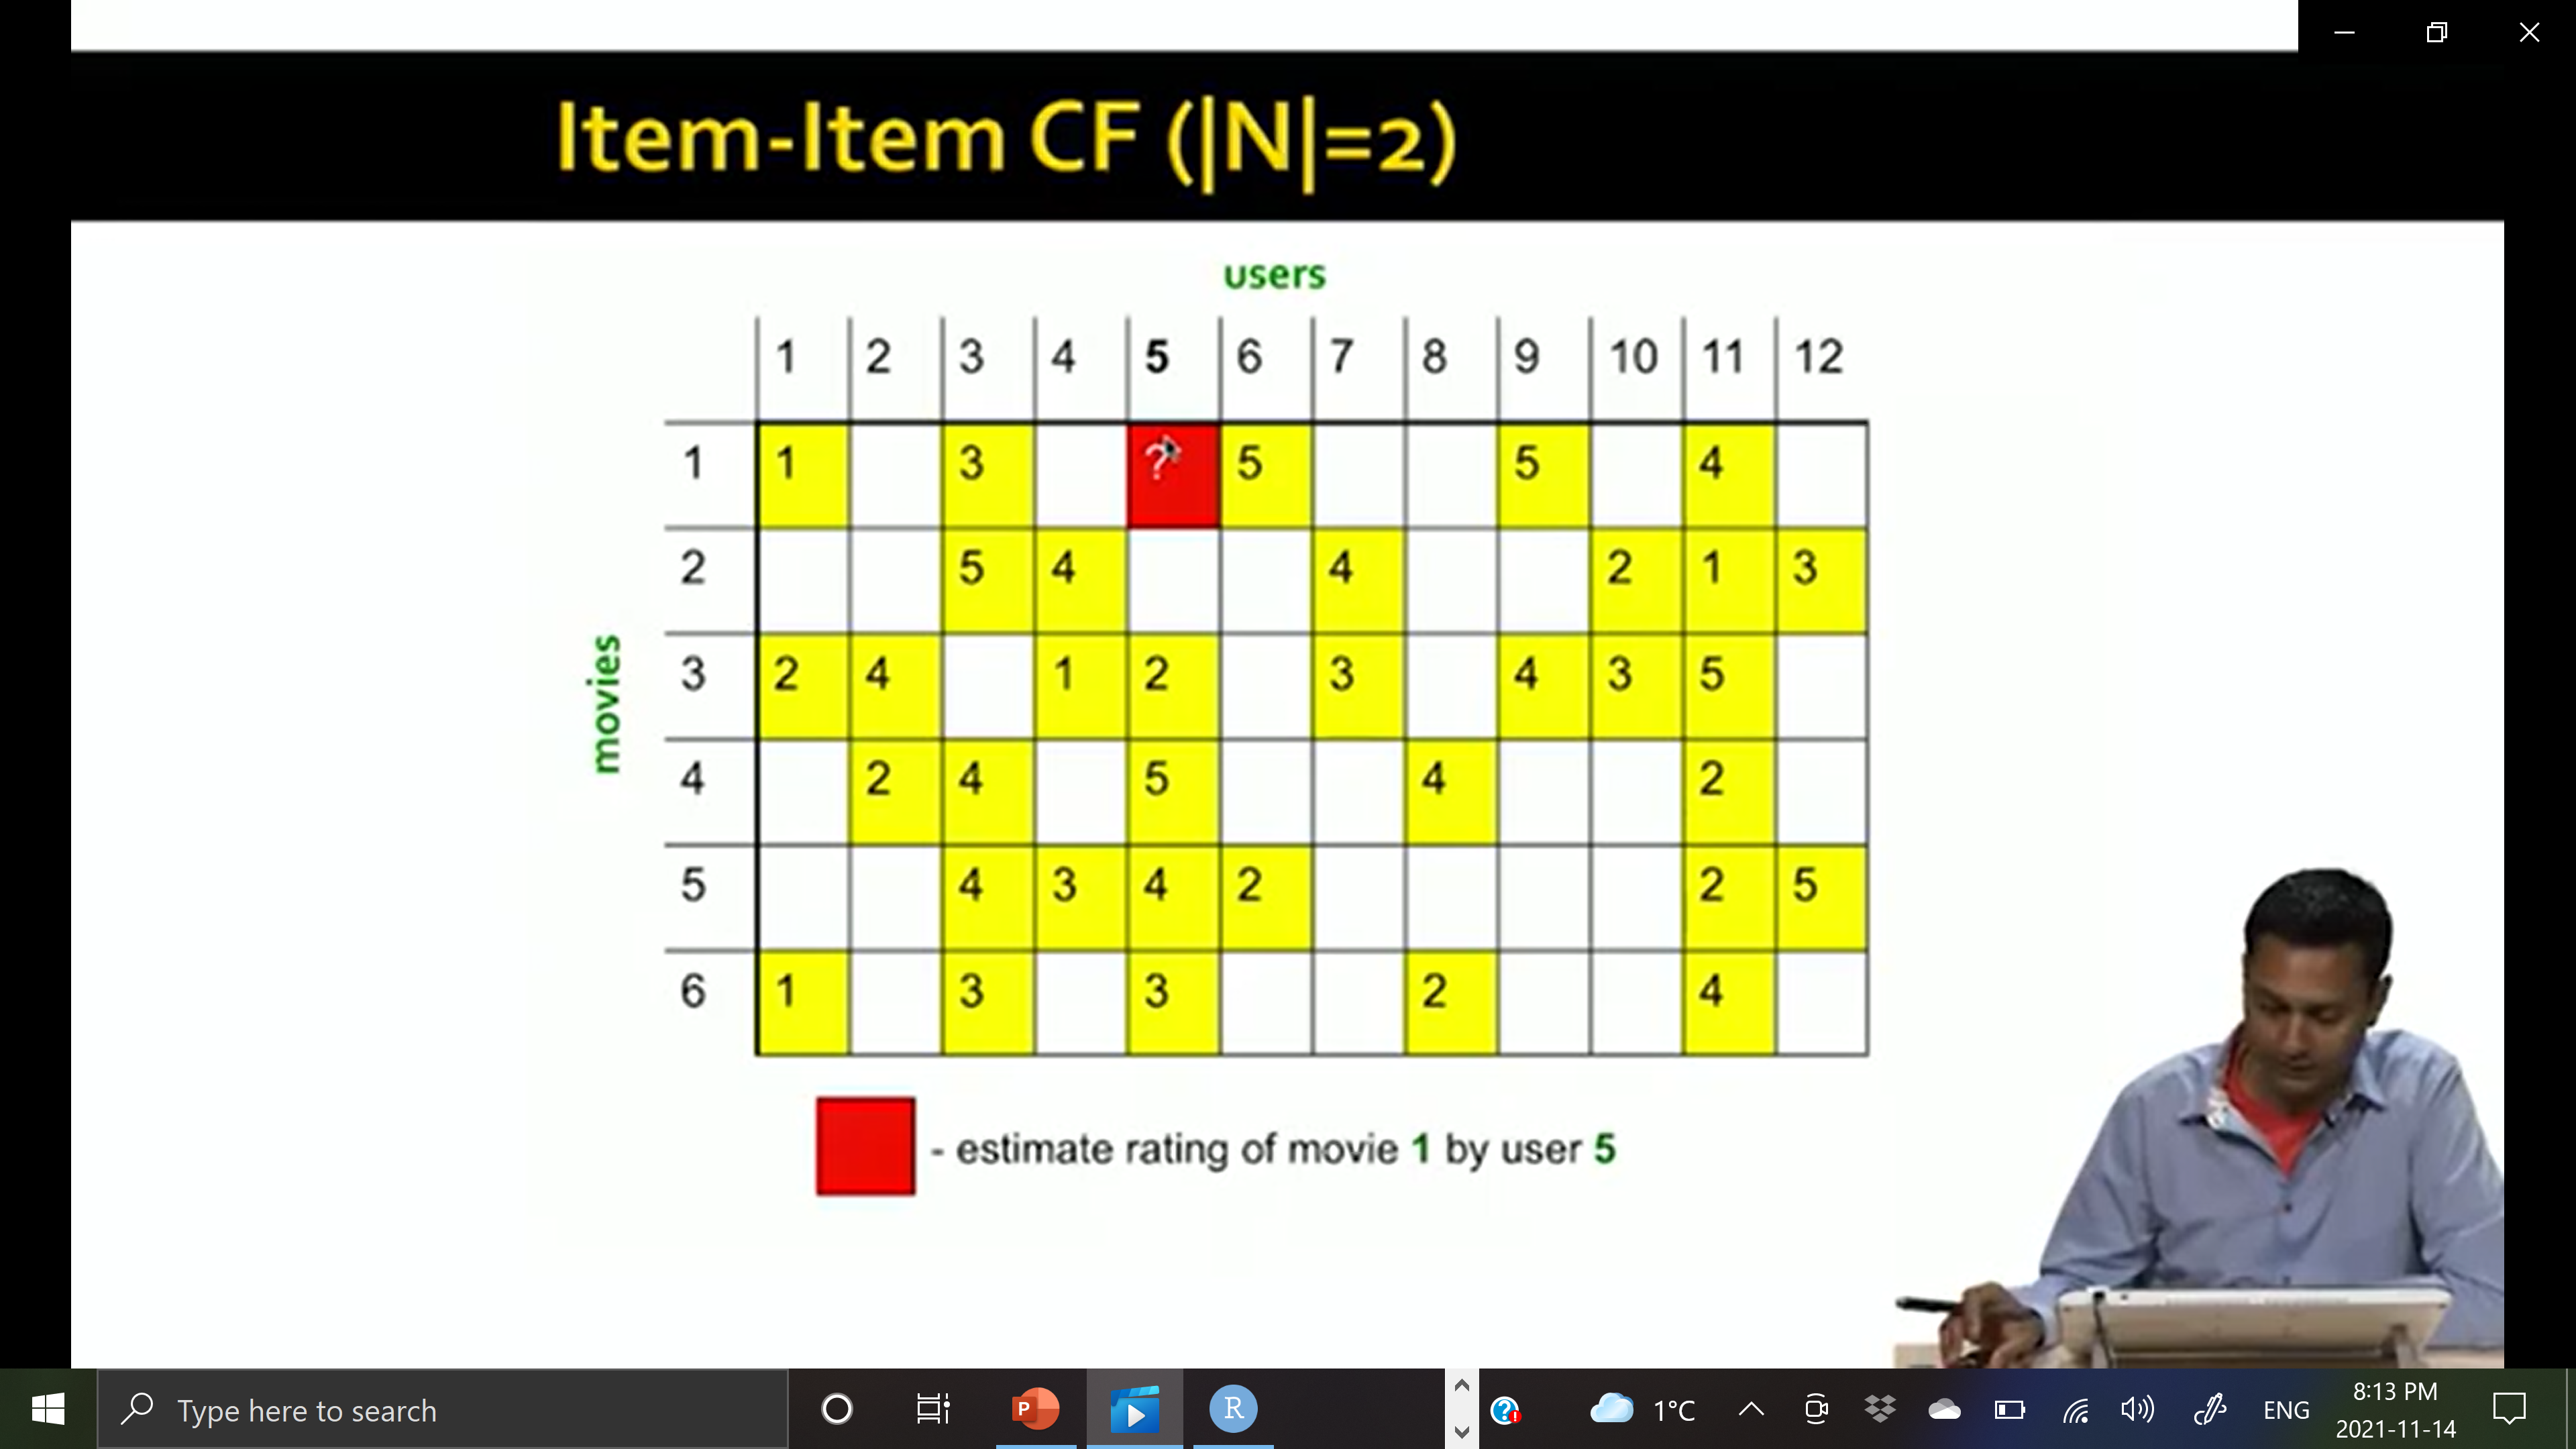 Item-Item CF (|N|=2)
users
1 2 3 4 5 6 7 8 9 10 11 12
1 1 3 ? 5 5 4
2 5 4 4 2 1 3
movies
3 2 4 1 2 3 4 3 5
4 2 4 5 4 2
5 4 3 4 2 2 5
6 1 3 3 2 4
- estimate rating of movie 1 by user 5
Type here to search
P
R
1°C
ENG
8:13 PM
2021-11-14